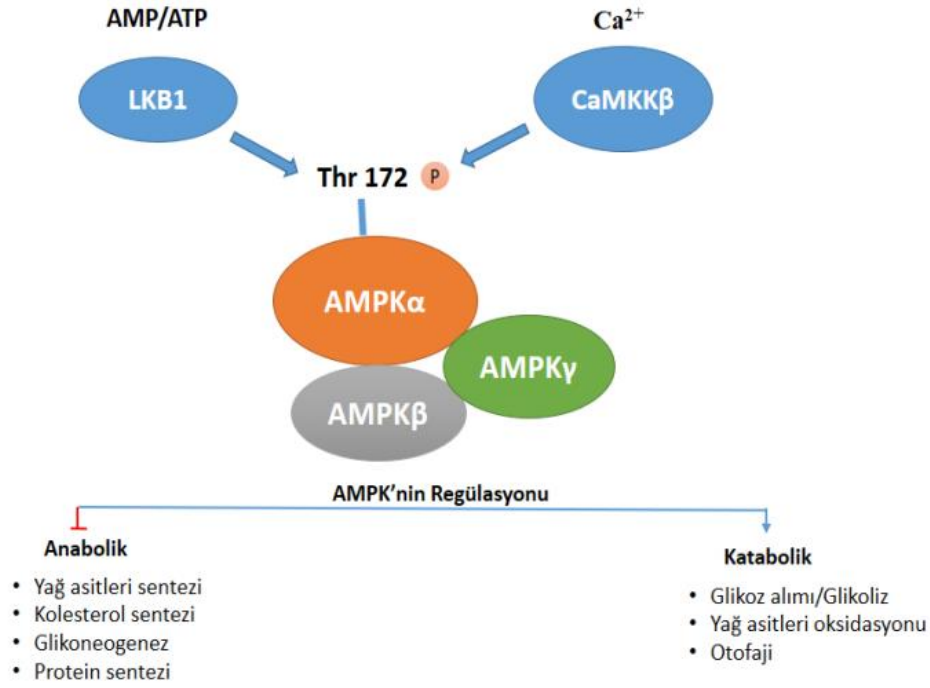 AMP/ATP
Ca²⁺
LKB1
CaMKKβ
Thr 172 P
AMPKα
AMPKγ
AMPKβ
AMPK’nin Regülasyonu
Anabolik
• Yağ asitleri sentezi
• Kolesterol sentezi
• Glikoneogenez
• Protein sentezi
Katabolik
• Glikoz alımı/Glikoliz
• Yağ asitleri oksidasyonu
• Otofaji